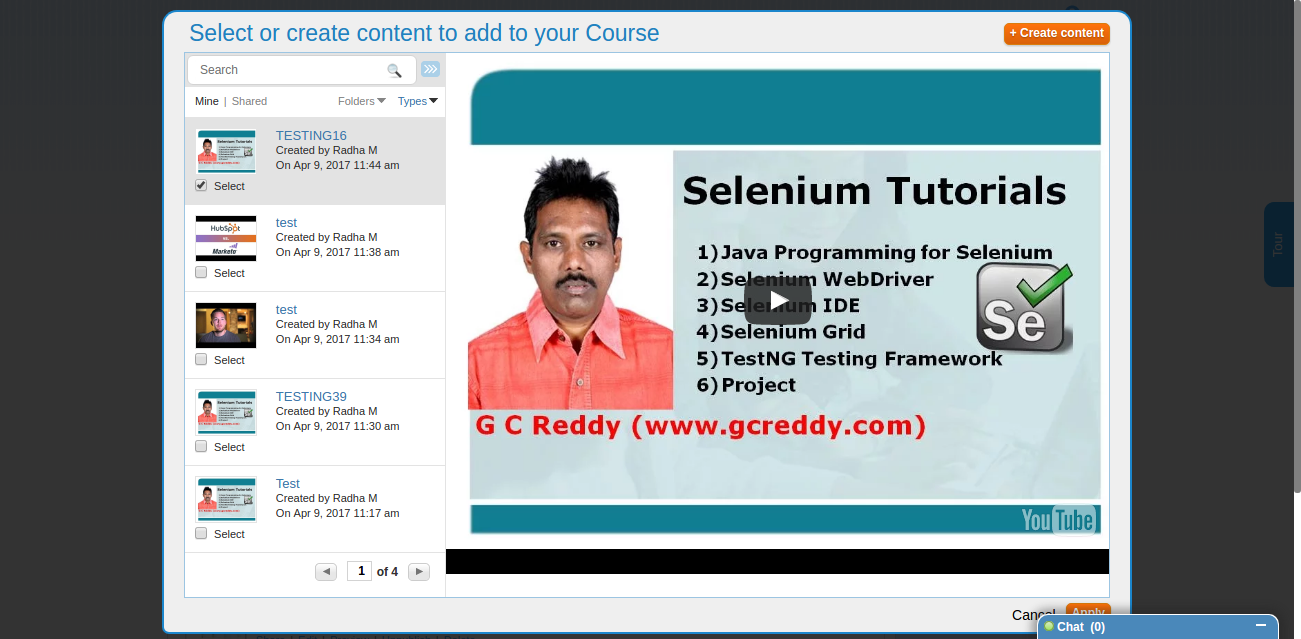 Select or create content to add to your Course
+ Create content
Search
Mine | Shared
Folders
Types
TESTING16
Created by Radha M
On Apr 9, 2017 11:44 am
Select
HubSpot
vs.
Marketo
test
Created by Radha M
On Apr 9, 2017 11:38 am
Select
test
Created by Radha M
On Apr 9, 2017 11:34 am
Select
TESTING39
Created by Radha M
On Apr 9, 2017 11:30 am
Select
Test
Created by Radha M
On Apr 9, 2017 11:17 am
Select
1 of 4
Selenium Tutorials
1)Java Programming for Selenium
2)Selenium WebDriver
3)Selenium IDE
4)Selenium Grid
5)TestNG Testing Framework
6)Project
Se
G C Reddy (www.gcreddy.com)
YouTube
Tour
Cancel
Apply
Chat (0)